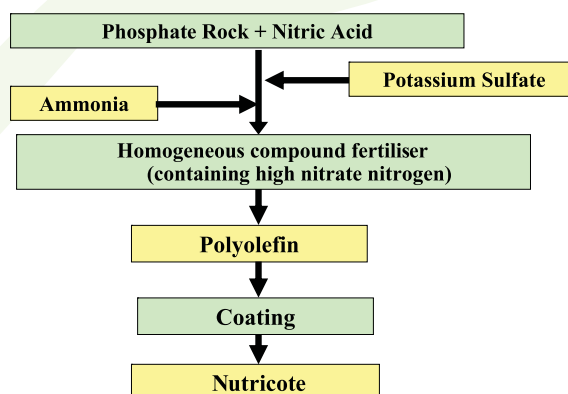 Phosphate Rock + Nitric Acid
Potassium Sulfate
Ammonia
Homogeneous compound fertiliser
(containing high nitrate nitrogen)
Polyolefin
Coating
Nutricote